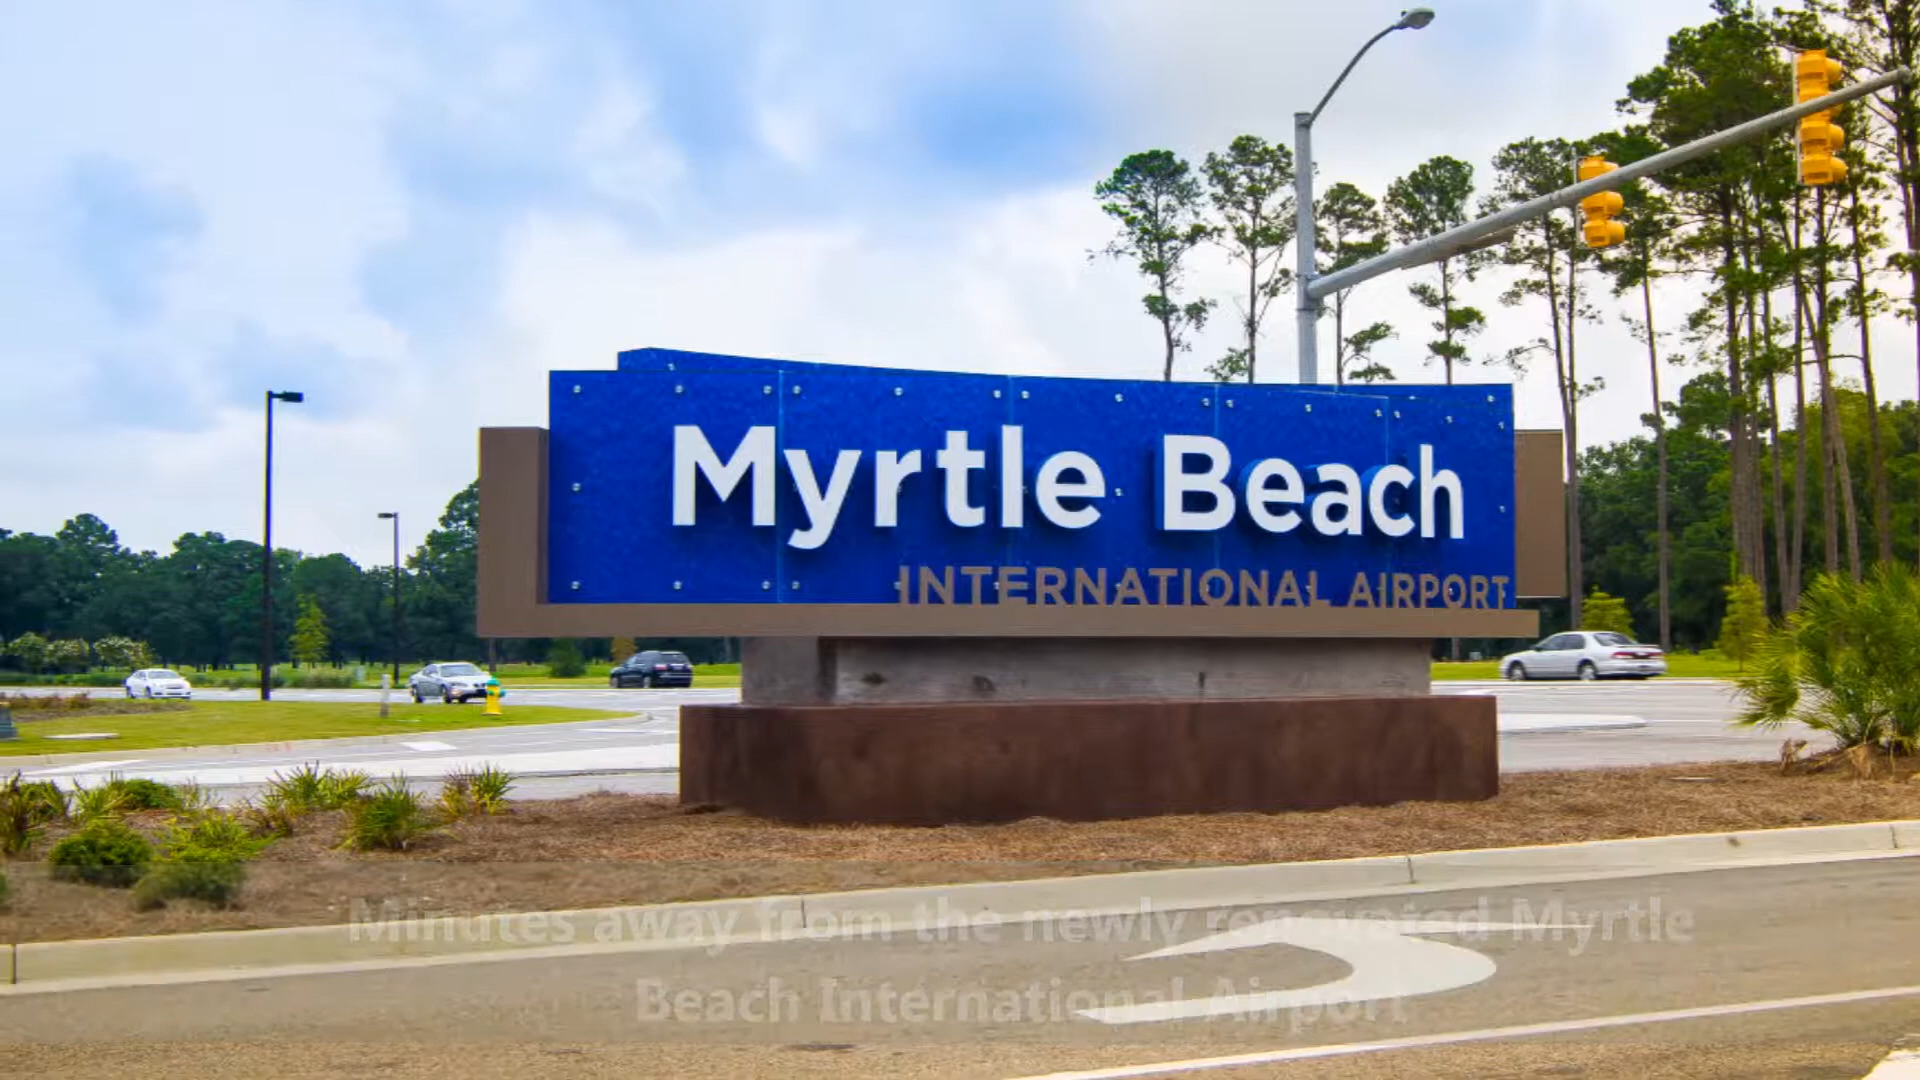 Myrtle Beach
INTERNATIONAL AIRPORT
Minutes away from the newly renovated Myrtle
Beach International Airport